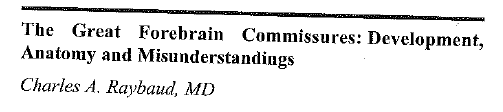 The Great Forebrain Commissures: Development,
Anatomy and Misunderstandings
Charles A. Raybaud, MD